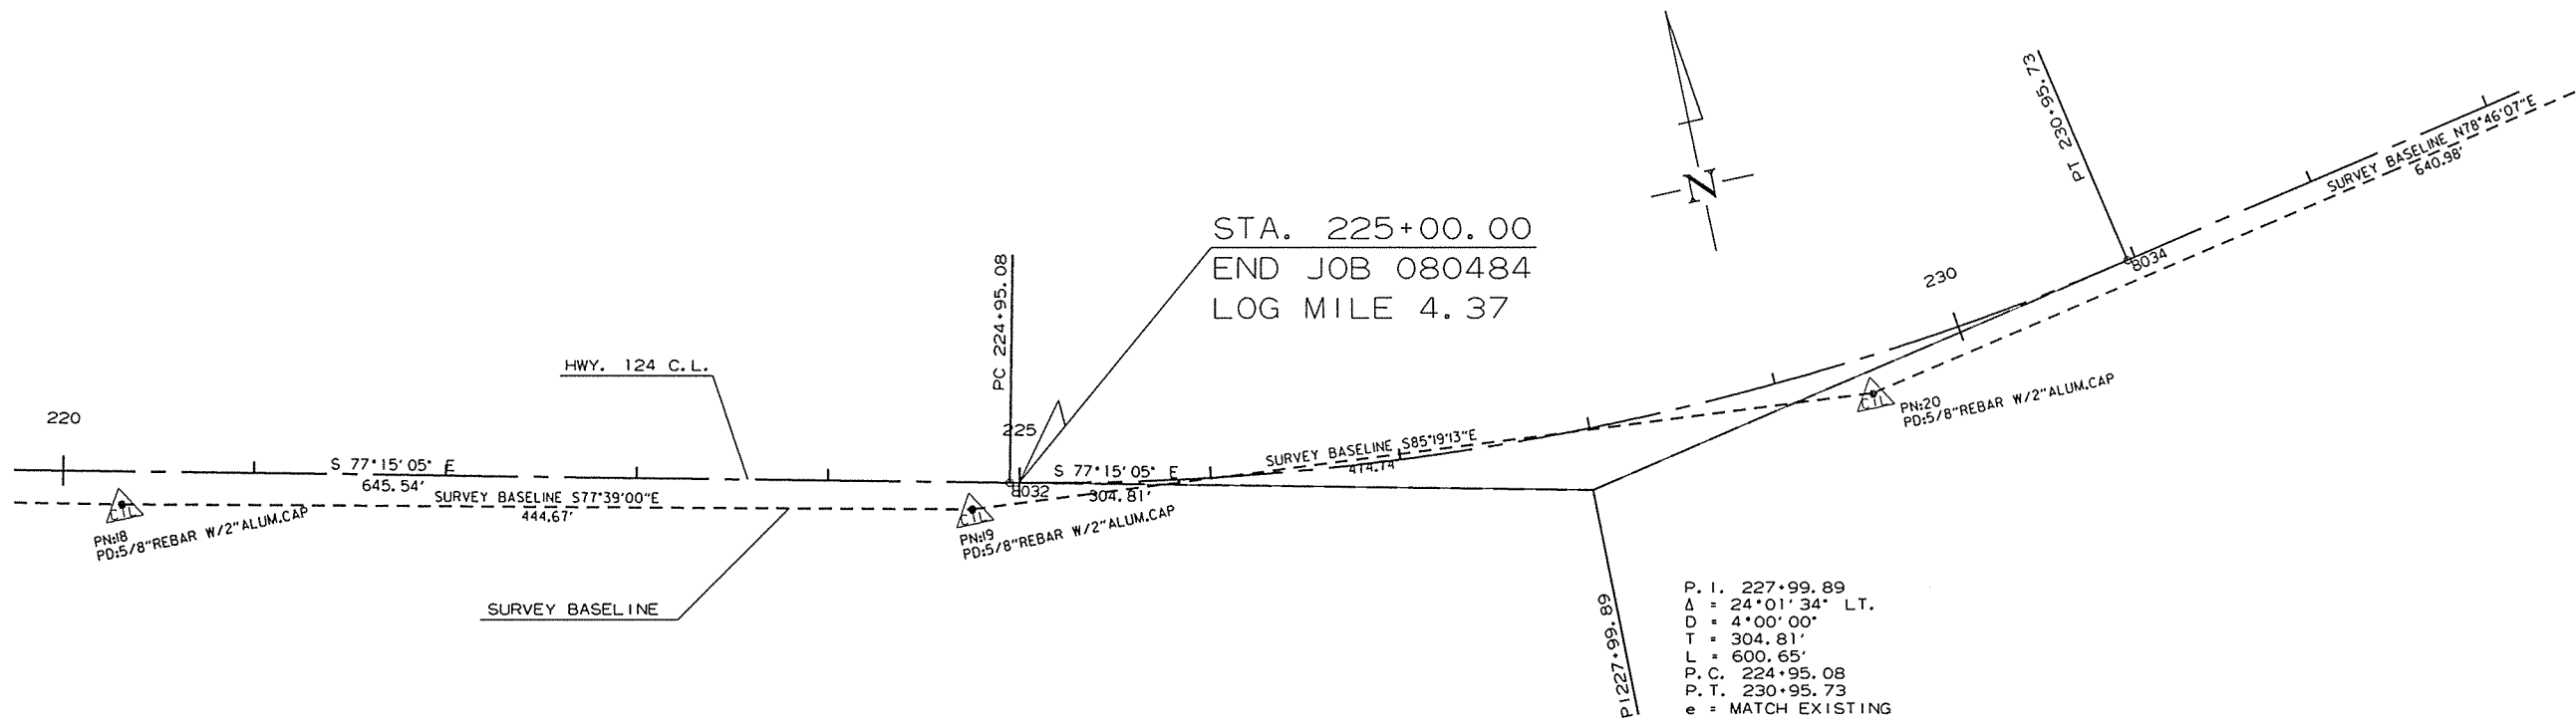 STA. 225+00.00
END JOB 080484
LOG MILE 4.37
N
PT 230+95.73
SURVEY BASELINE N78°46'07"E
640.98'
8034
230
PC 224+95.08
HWY. 124 C.L.
220
225
S 77°15'05" E
645.54'
SURVEY BASELINE S77°39'00"E
444.67'
8032
S 77°15'05" E
304.81'
SURVEY BASELINE S85°19'13"E
474.74'
CTL
PN:18
PD:5/8"REBAR W/2"ALUM.CAP
CTL
PN:19
PD:5/8"REBAR W/2"ALUM.CAP
CTL
PN:20
PD:5/8"REBAR W/2"ALUM.CAP
SURVEY BASELINE
PI 227+99.89
P.I. 227+99.89
Δ = 24°01'34" LT.
D = 4°00'00"
T = 304.81'
L = 600.65'
P.C. 224+95.08
P.T. 230+95.73
e = MATCH EXISTING